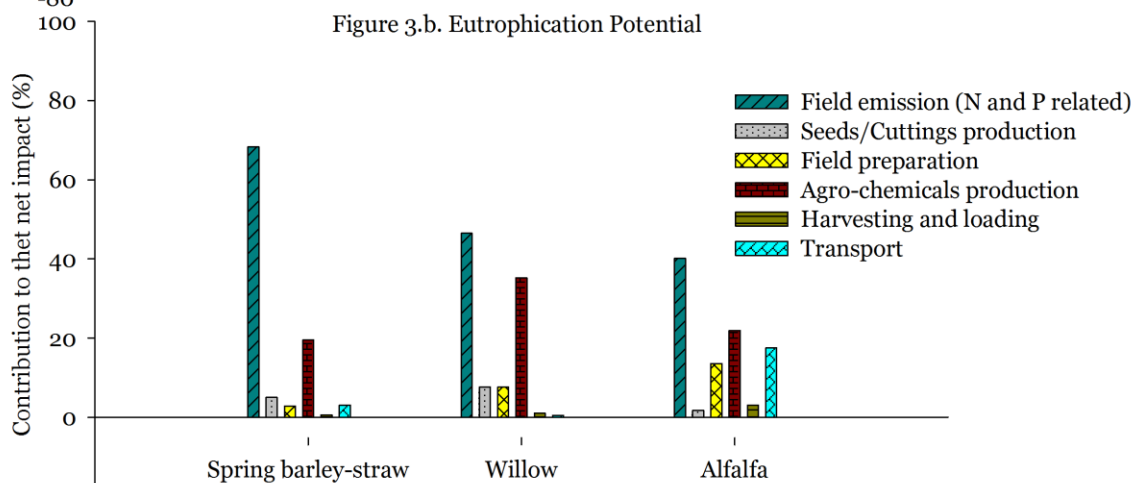 -80
100
Figure 3.b. Eutrophication Potential
Contribution to thet net impact (%)
80
60
40
20
0
Field emission (N and P related)
Seeds/Cuttings production
Field preparation
Agro-chemicals production
Harvesting and loading
Transport
Spring barley-straw
Willow
Alfalfa